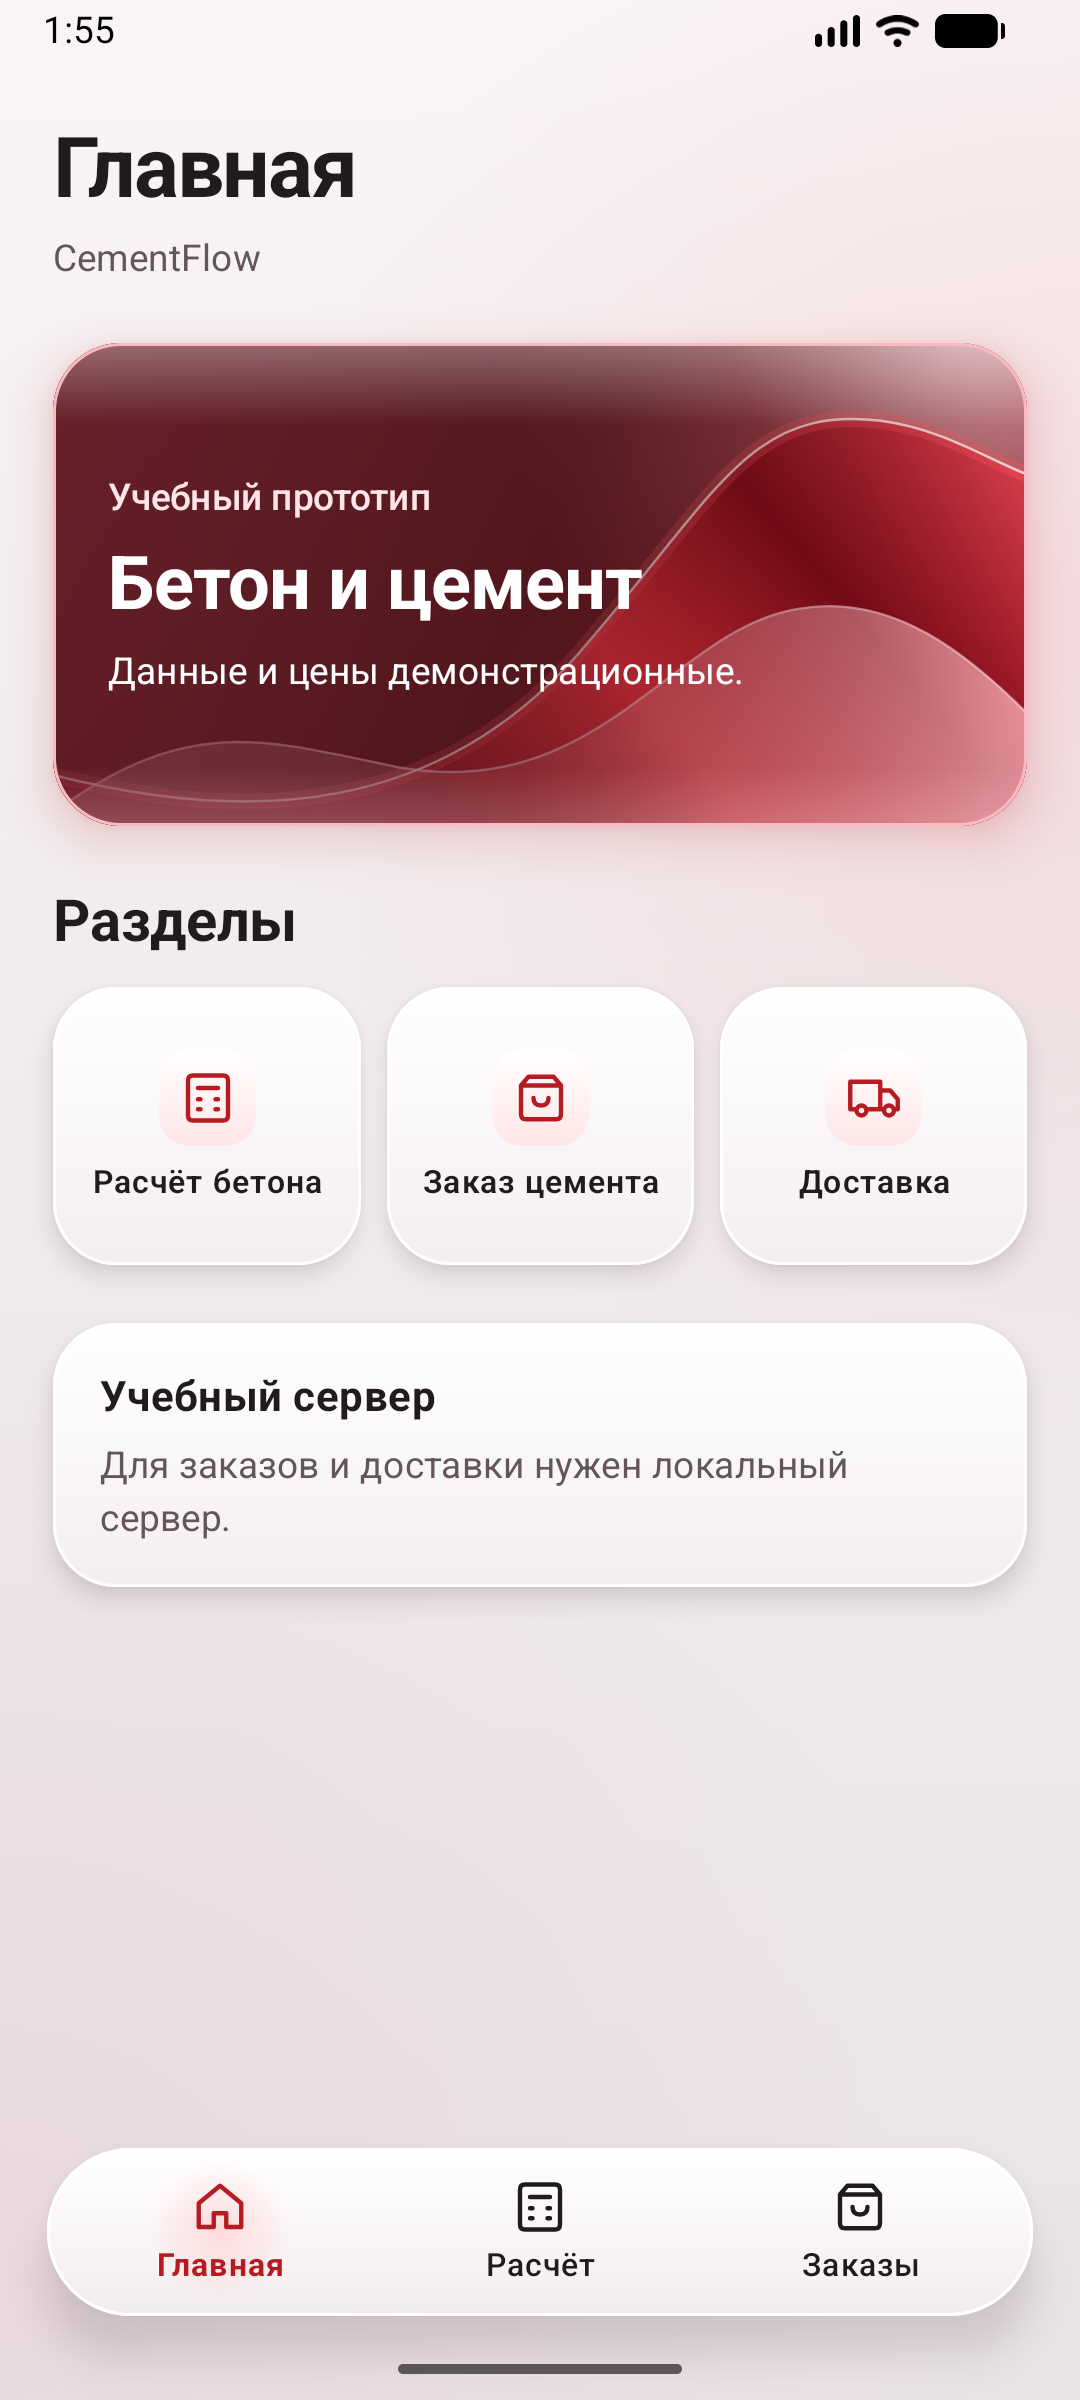 1:55
Главная
CementFlow
Учебный прототип
Бетон и цемент
Данные и цены демонстрационные.
Разделы
Расчёт бетона
Заказ цемента
Доставка
Учебный сервер
Для заказов и доставки нужен локальный
сервер.
Главная
Расчёт
Заказы